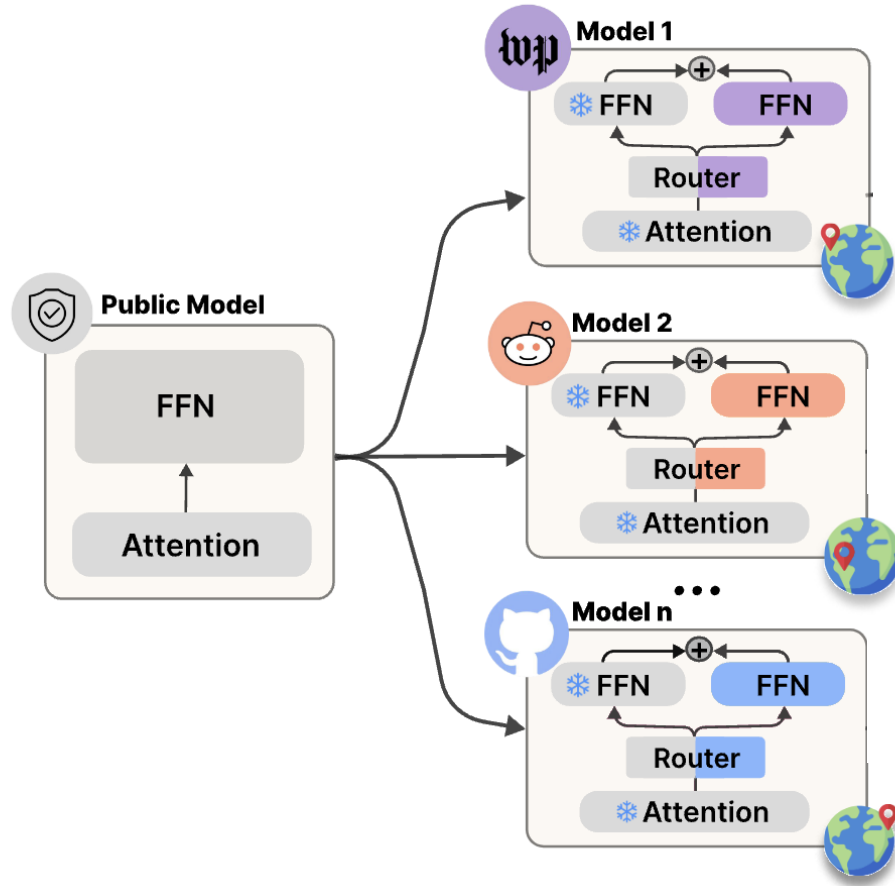 Model 1
wp
+
FFN
FFN
Router
Attention
Public Model
FFN
Attention
Model 2
+
FFN
FFN
Router
Attention
...
Model n
+
FFN
FFN
Router
Attention